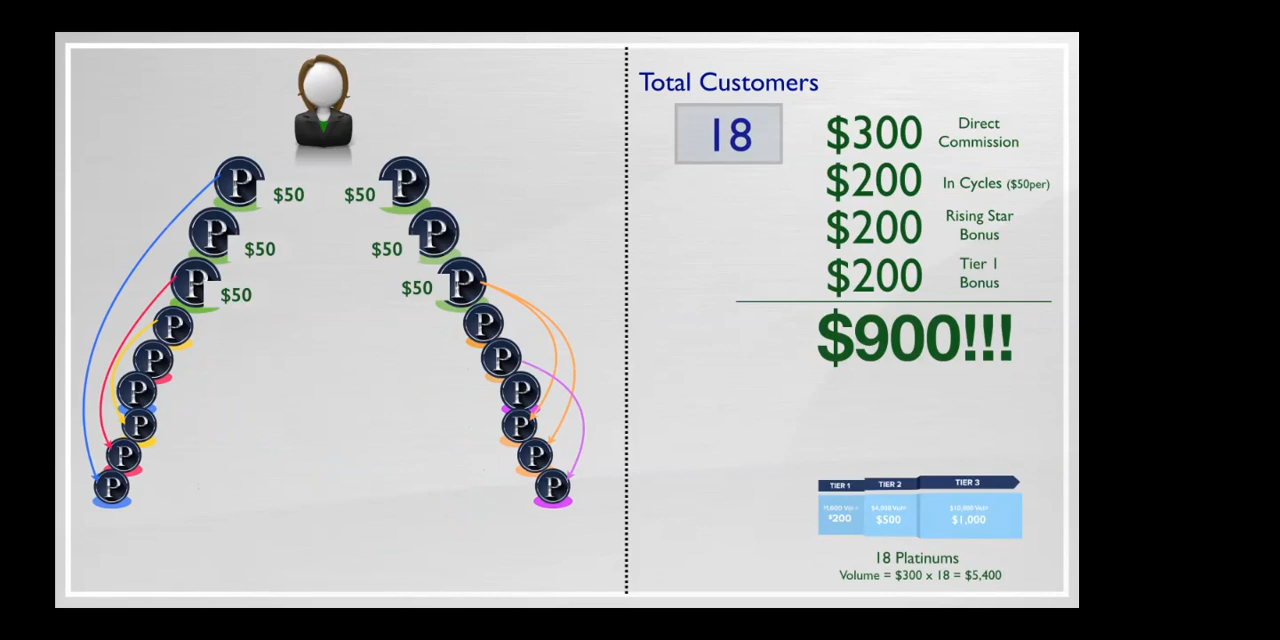 Total Customers
18
$300 Direct Commission
$200 In Cycles ($50per)
$200 Rising Star Bonus
$200 Tier 1 Bonus
$900!!!
P
P
$50
$50
P
P
$50
$50
P
P
$50
$50
P
P
P
P
P
P
P
P
P
P
P
P
TIER 1 TIER 2 TIER 3
$200 $500 $1,000
18 Platinums
Volume = $300 x 18 = $5,400